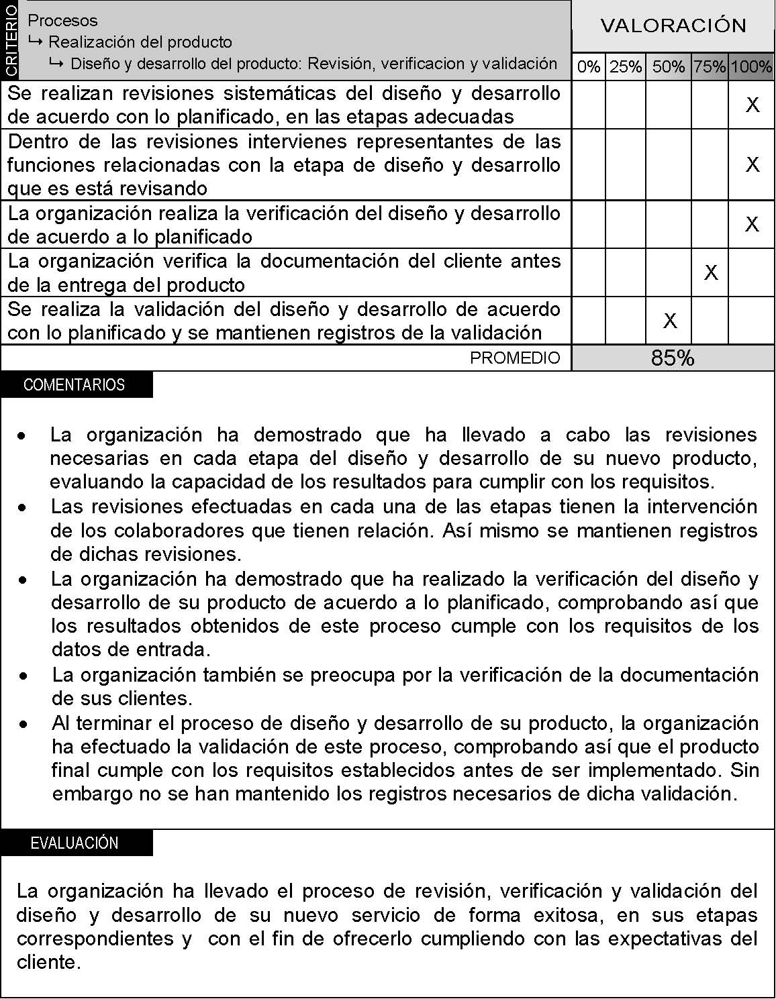 CRITERIO
Procesos
↪ Realización del producto
↪ Diseño y desarrollo del producto: Revisión, verificacion y validación
VALORACIÓN
0% 25% 50% 75% 100%
Se realizan revisiones sistemáticas del diseño y desarrollo
de acuerdo con lo planificado, en las etapas adecuadas
X
Dentro de las revisiones intervienes representantes de las
funciones relacionadas con la etapa de diseño y desarrollo
que es está revisando
X
La organización realiza la verificación del diseño y desarrollo
de acuerdo a lo planificado
X
La organización verifica la documentación del cliente antes
de la entrega del producto
X
Se realiza la validación del diseño y desarrollo de acuerdo
con lo planificado y se mantienen registros de la validación
X
PROMEDIO 85%
COMENTARIOS
• La organización ha demostrado que ha llevado a cabo las revisiones
necesarias en cada etapa del diseño y desarrollo de su nuevo producto,
evaluando la capacidad de los resultados para cumplir con los requisitos.
• Las revisiones efectuadas en cada una de las etapas tienen la intervención
de los colaboradores que tienen relación. Así mismo se mantienen registros
de dichas revisiones.
• La organización ha demostrado que ha realizado la verificación del diseño y
desarrollo de su producto de acuerdo a lo planificado, comprobando así que
los resultados obtenidos de este proceso cumple con los requisitos de los
datos de entrada.
• La organización también se preocupa por la verificación de la documentación
de sus clientes.
• Al terminar el proceso de diseño y desarrollo de su producto, la organización
ha efectuado la validación de este proceso, comprobando así que el producto
final cumple con los requisitos establecidos antes de ser implementado. Sin
embargo no se han mantenido los registros necesarios de dicha validación.
EVALUACIÓN
La organización ha llevado el proceso de revisión, verificación y validación del
diseño y desarrollo de su nuevo servicio de forma exitosa, en sus etapas
correspondientes y con el fin de ofrecerlo cumpliendo con las expectativas del
cliente.